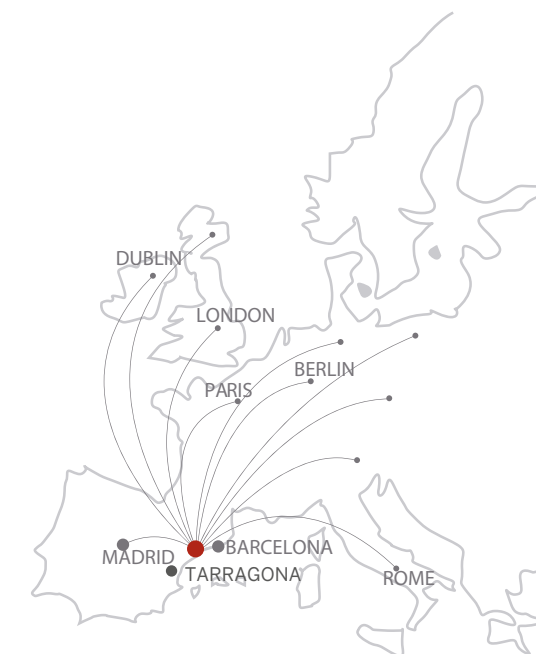 DUBLIN
LONDON
BERLIN
PARIS
BARCELONA
MADRID
TARRAGONA
ROME